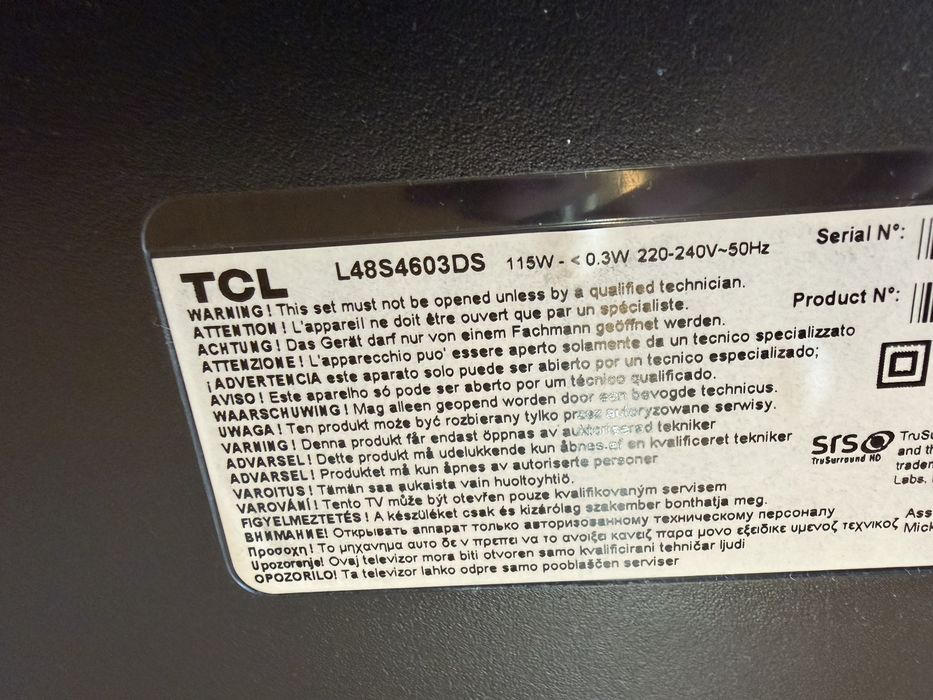 TCL L48S4603DS 115W - < 0.3W 220-240V~50Hz
Serial N°:
Product N°:
WARNING! This set must not be opened unless by a qualified technician.
ATTENTION! L'appareil ne doit être ouvert que par un spécialiste.
ACHTUNG! Das Gerät darf nur von einem Fachmann geöffnet werden.
ATTENZIONE! L'apparecchio puo' essere aperto solamente da un tecnico specializzato
¡ADVERTENCIA este aparato solo puede ser abierto por un tecnico especializado;
AVISO! Este aparelho só pode ser aberto por um técnico qualificado.
WAARSCHUWING! Mag alleen geopend worden door een bevogde technicus.
UWAGA! Ten produkt może być rozbierany tylko przez autoryzowane serwisy.
VARNING! Denna produkt får endast öppnas av auktoriserad tekniker
ADVARSEL! Dette produkt må udelukkende kun åbnes af en kvalificeret tekniker
ADVARSEL! Produktet må kun åpnes av autoriserte personer
VAROITUS! Tämän saa aukaista vain huoltoyhtiö.
VAROVÁNI! Tento TV může být otevřen pouze kvalifikovaným servisem
FIGYELMEZTETÉS! A készüléket csak és kizárólag szakember bonthatja meg.
ВНИМАНИЕ! Открывать аппарат только авторизованному техническому персоналу
Προσοχη! Το μηχανημα αυτο δε ν πρεπει να το ανοιξει κανεις παρα μονο εξειδικε υμενος τεχνικος
Upozorenje! Ovaj televizor mora biti otvoren samo kvalificirani tehničar ljudi
OPOZORILO! Ta televizor lahko odpre samo pooblaščen serviser
SRS
TruSurround HD
TruSu
and th
tradem
Labs.
Ass
Mick